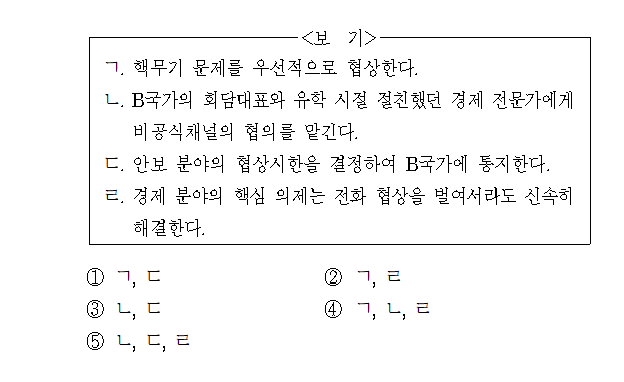 <보 기>
ㄱ. 핵무기 문제를 우선적으로 협상한다.
ㄴ. B국가의 회담대표와 유학 시절 절친했던 경제 전문가에게
비공식채널의 협의를 맡긴다.
ㄷ. 안보 분야의 협상시한을 결정하여 B국가에 통지한다.
ㄹ. 경제 분야의 핵심 의제는 전화 협상을 벌여서라도 신속히
해결한다.
① ㄱ, ㄷ ② ㄱ, ㄹ
③ ㄴ, ㄷ ④ ㄱ, ㄴ, ㄹ
⑤ ㄴ, ㄷ, ㄹ